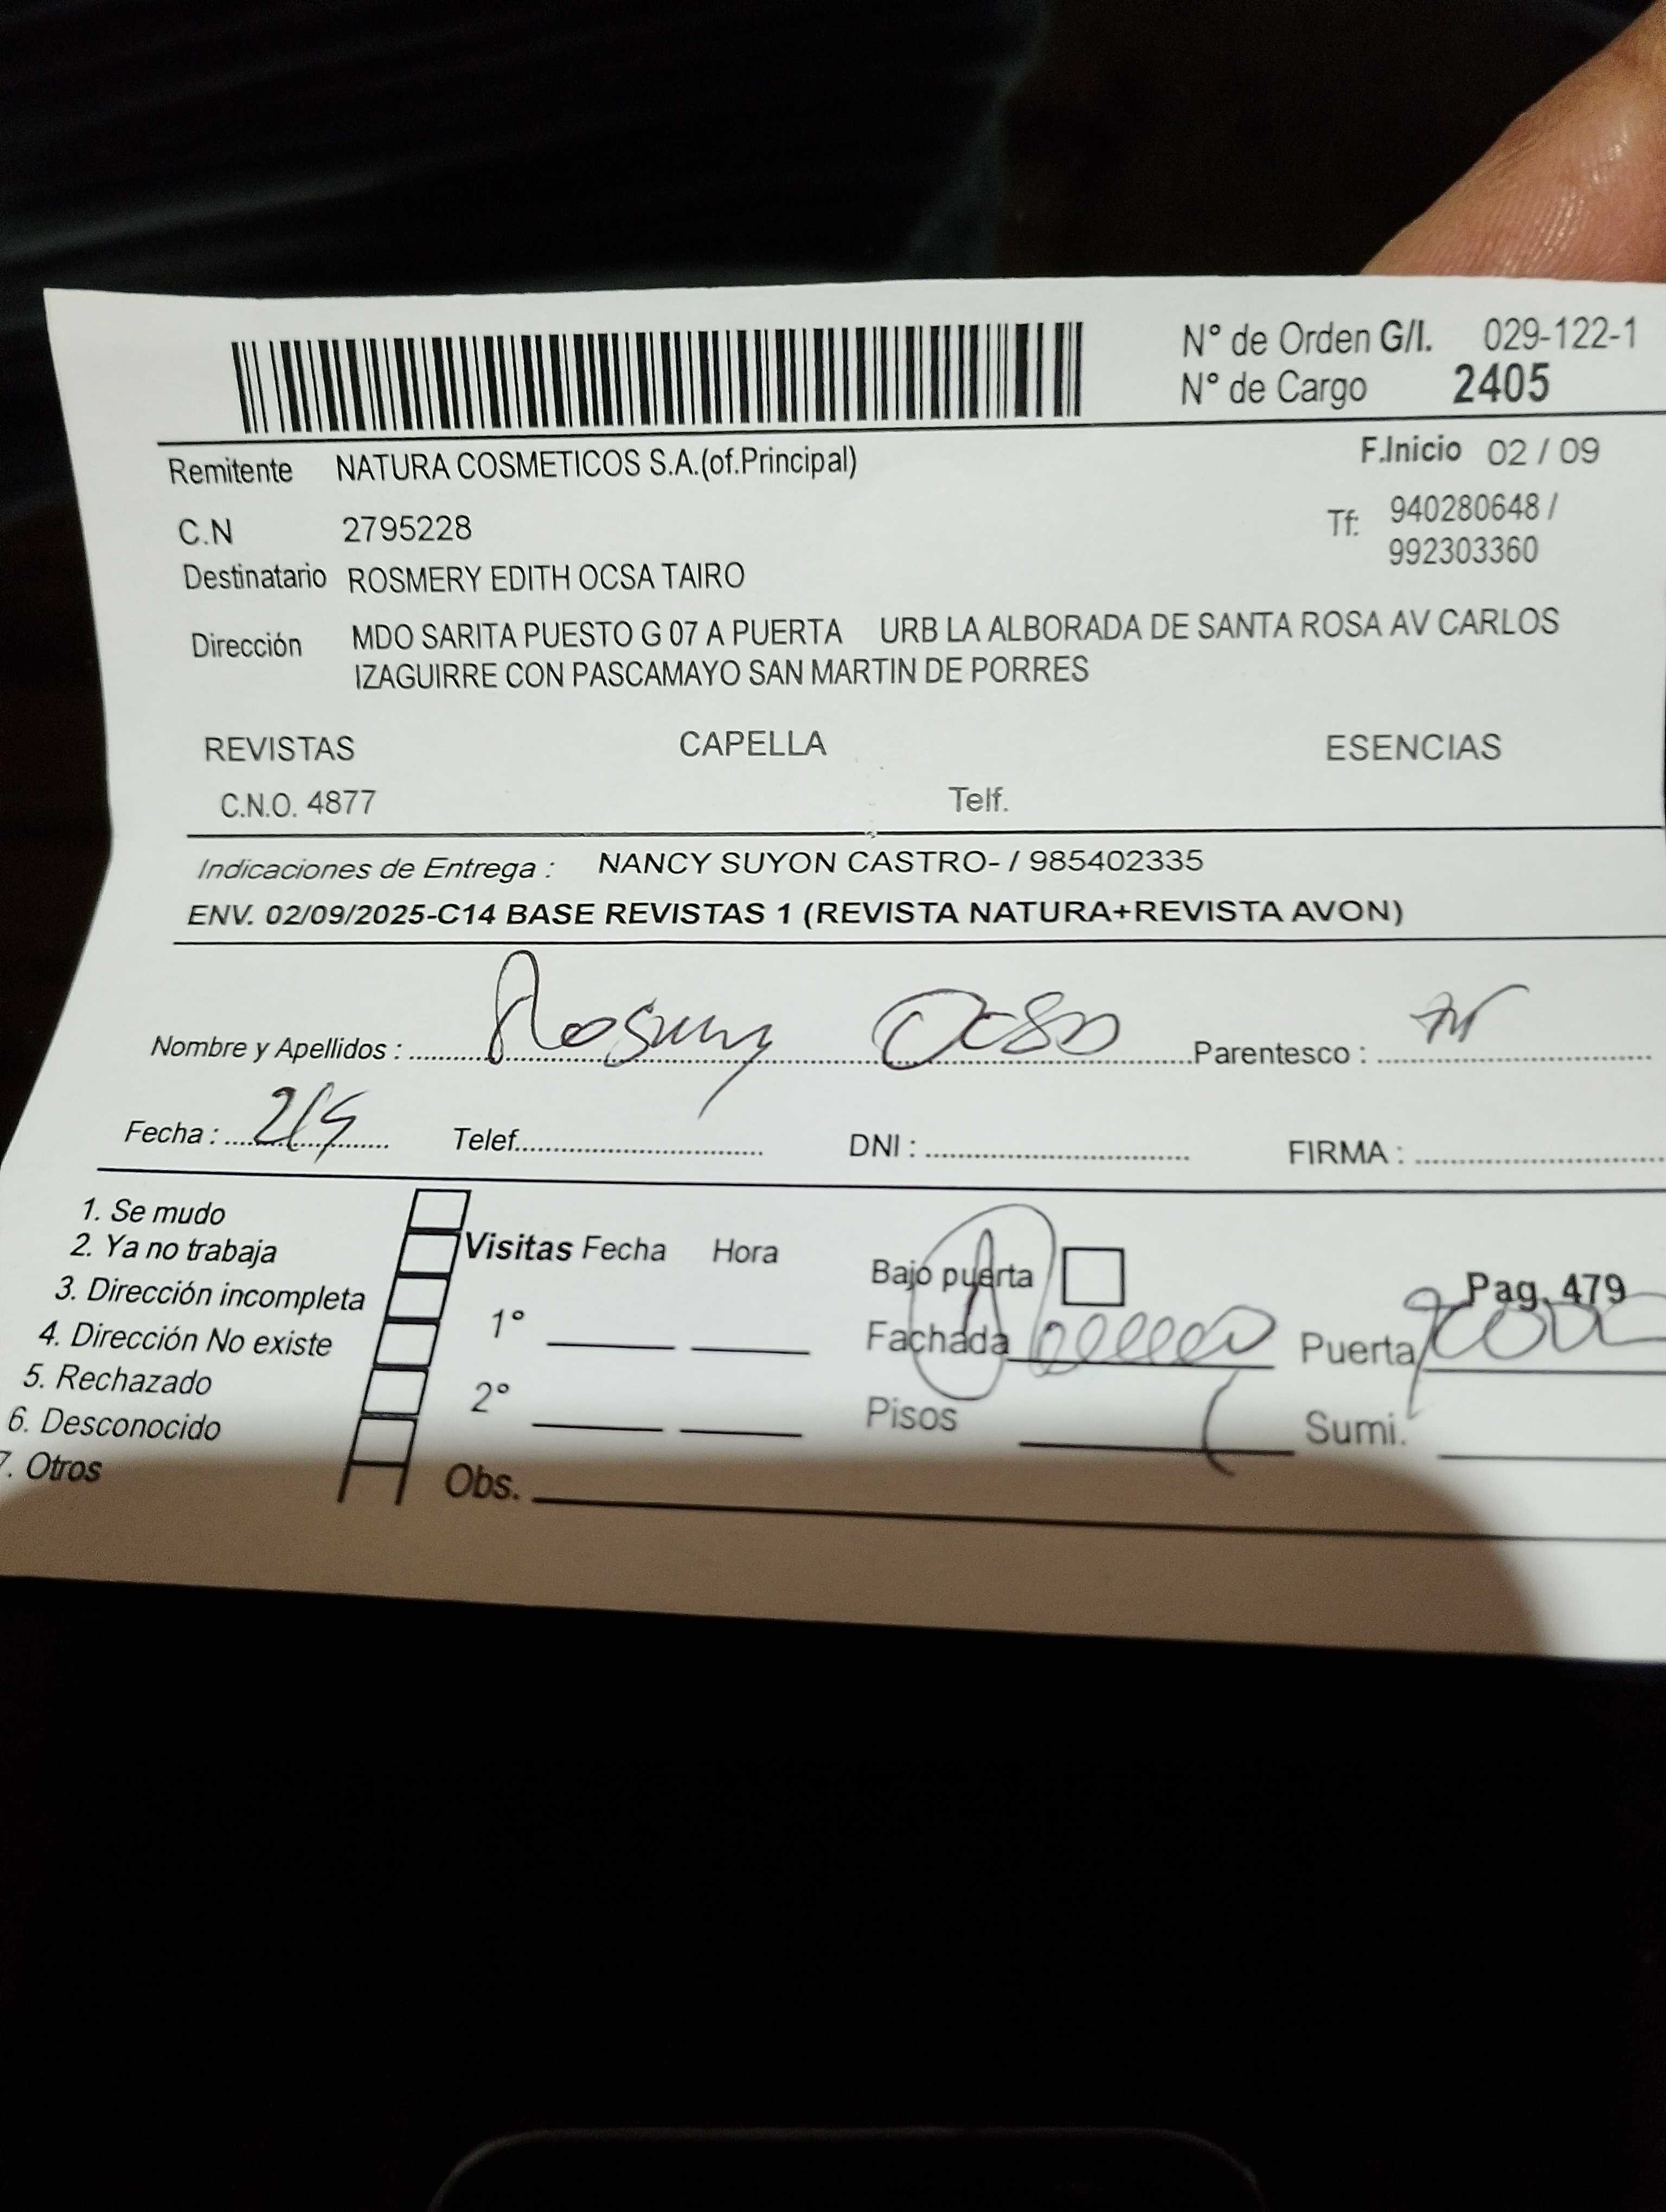 N° de Orden G/I. 029-122-1
N° de Cargo 2405
Remitente NATURA COSMETICOS S.A.(of.Principal)
F.Inicio 02 / 09
C.N 2795228
Tf: 940280648 /
992303360
Destinatario ROSMERY EDITH OCSA TAIRO
Dirección MDO SARITA PUESTO G 07 A PUERTA URB LA ALBORADA DE SANTA ROSA AV CARLOS
IZAGUIRRE CON PASCAMAYO SAN MARTIN DE PORRES
REVISTAS CAPELLA ESENCIAS
C.N.O. 4877 Telf.
Indicaciones de Entrega : NANCY SUYON CASTRO- / 985402335
ENV. 02/09/2025-C14 BASE REVISTAS 1 (REVISTA NATURA+REVISTA AVON)
Nombre y Apellidos : Rosmery Ocsa Parentesco :
Fecha : 2/9 Telef. DNI : FIRMA :
1. Se mudo
2. Ya no trabaja
3. Dirección incompleta
4. Dirección No existe
5. Rechazado
6. Desconocido
7. Otros
Visitas Fecha Hora
1°
2°
Obs.
Bajo puerta
Pag. 479
Fachada Puerta
Pisos Sumi.